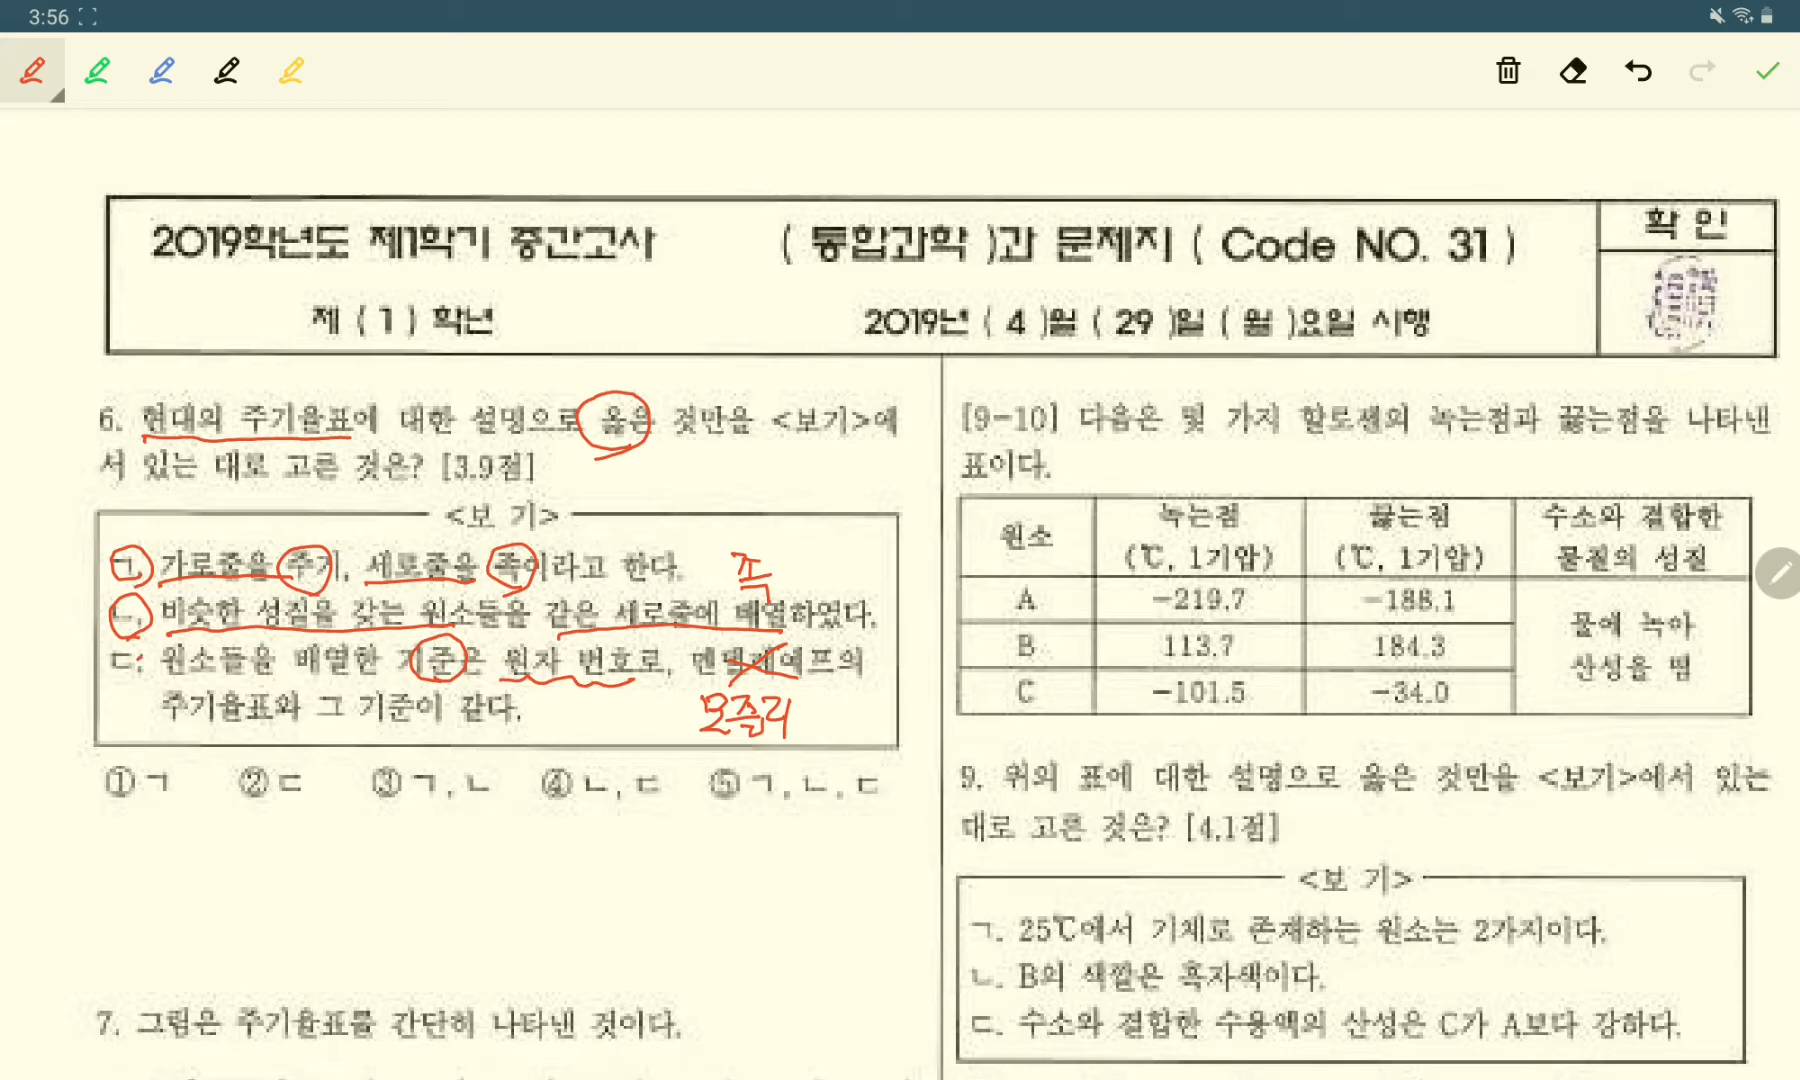 3:56
2019학년도 제1학기 중간고사 ( 통합과학 )과 문제지 ( Code NO. 31 )
확 인
제 ( 1 ) 학년 2019년 ( 4 )월 ( 29 )일 ( 월 )요일 시행
6. 현대의 주기율표에 대한 설명으로 옳은 것만을 <보기>에
서 있는 대로 고른 것은? [3.9점]
<보 기>
ㄱ. 가로줄을 주기, 세로줄을 족이라고 한다.
족
ㄴ. 비슷한 성질을 갖는 원소들을 같은 세로줄에 배열하였다.
ㄷ. 원소들을 배열한 기준은 원자 번호로, 멘델레예프의
주기율표와 그 기준이 같다.
모즐리
① ㄱ ② ㄷ ③ ㄱ, ㄴ ④ ㄴ, ㄷ ⑤ ㄱ, ㄴ, ㄷ
7. 그림은 주기율표를 간단히 나타낸 것이다.
[9-10] 다음은 몇 가지 할로젠의 녹는점과 끓는점을 나타낸
표이다.
원소 녹는점 (℃, 1기압) 끓는점 (℃, 1기압) 수소와 결합한 물질의 성질
A -219.7 -188.1
B 113.7 184.3
C -101.5 -34.0
물에 녹아
산성을 띰
9. 위의 표에 대한 설명으로 옳은 것만을 <보기>에서 있는
대로 고른 것은? [4.1점]
<보 기>
ㄱ. 25℃에서 기체로 존재하는 원소는 2가지이다.
ㄴ. B의 색깔은 흑자색이다.
ㄷ. 수소와 결합한 수용액의 산성은 C가 A보다 강하다.